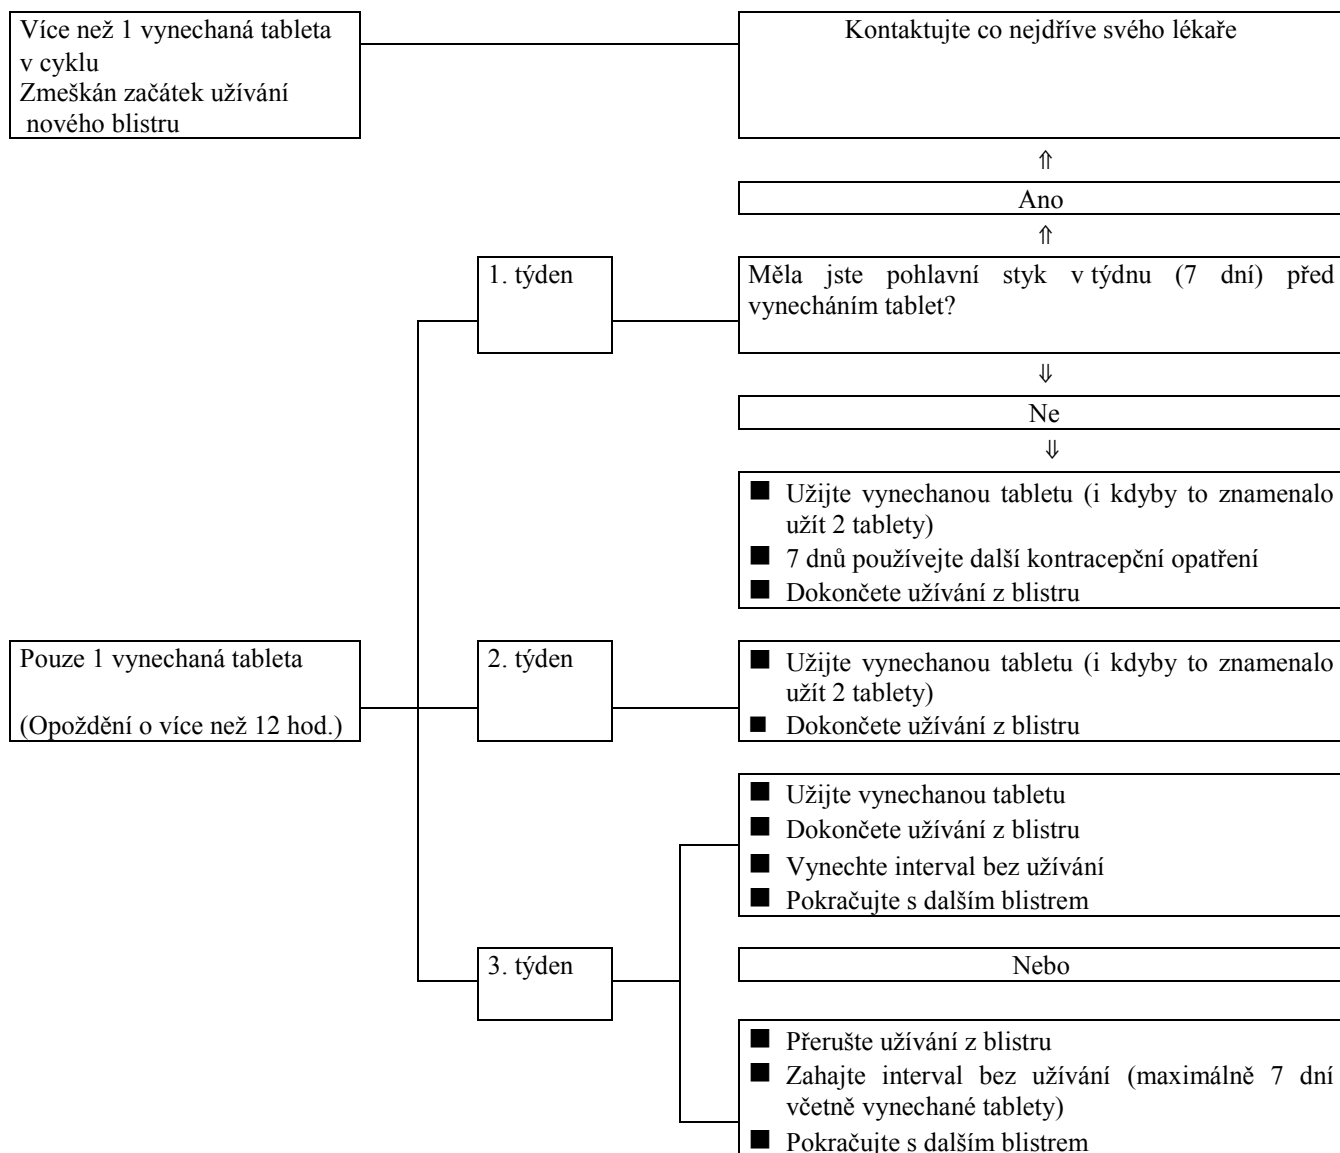 Více než 1 vynechaná tableta
v cyklu
Zmeškán začátek užívání
nového blistru
Kontaktujte co nejdříve svého lékaře
⇑
Ano
⇑
1. týden
Měla jste pohlavní styk v týdnu (7 dní) před
vynecháním tablet?
⇓
Ne
⇓
■ Užijte vynechanou tabletu (i kdyby to znamenalo
užít 2 tablety)
■ 7 dnů používejte další kontracepční opatření
■ Dokončete užívání z blistru
Pouze 1 vynechaná tableta
(Opoždění o více než 12 hod.)
2. týden
■ Užijte vynechanou tabletu (i kdyby to znamenalo
užít 2 tablety)
■ Dokončete užívání z blistru
■ Užijte vynechanou tabletu
■ Dokončete užívání z blistru
■ Vynechte interval bez užívání
■ Pokračujte s dalším blistrem
3. týden
Nebo
■ Přerušte užívání z blistru
■ Zahajte interval bez užívání (maximálně 7 dní
včetně vynechané tablety)
■ Pokračujte s dalším blistrem